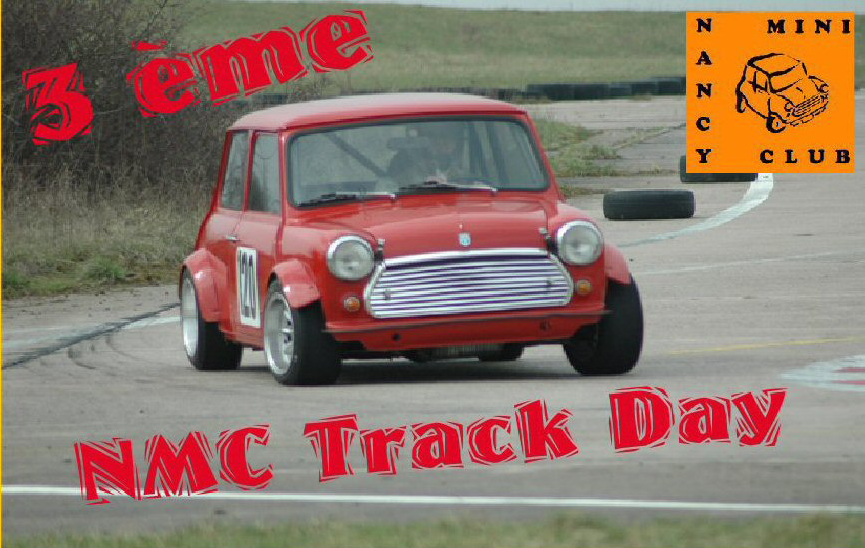 3 ème
NANCY
MINI
CLUB
120
NMC Track Day